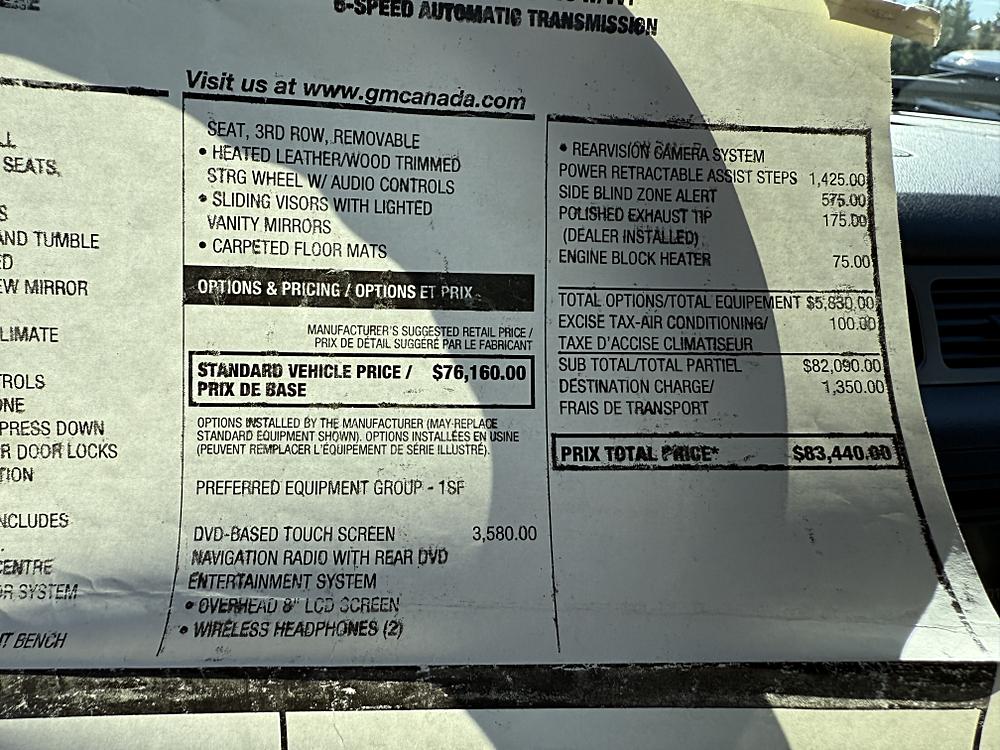 6-SPEED AUTOMATIC TRANSMISSION
Visit us at www.gmcanada.com
SEATS,
AND TUMBLE
MIRROR
PRESS DOWN
DOOR LOCKS
CENTRE
SYSTEM
BENCH
SEAT, 3RD ROW, REMOVABLE
• HEATED LEATHER/WOOD TRIMMED
STRG WHEEL W/ AUDIO CONTROLS
• SLIDING VISORS WITH LIGHTED
VANITY MIRRORS
• CARPETED FLOOR MATS
OPTIONS & PRICING / OPTIONS ET PRIX
MANUFACTURER'S SUGGESTED RETAIL PRICE /
PRIX DE DÉTAIL SUGGÉRÉ PAR LE FABRICANT
STANDARD VEHICLE PRICE / $76,160.00
PRIX DE BASE
OPTIONS INSTALLED BY THE MANUFACTURER (MAY REPLACE
STANDARD EQUIPMENT SHOWN). OPTIONS INSTALLÉES EN USINE
(PEUVENT REMPLACER L'ÉQUIPEMENT DE SÉRIE ILLUSTRÉ).
PREFERRED EQUIPMENT GROUP - 1SF
DVD-BASED TOUCH SCREEN 3,580.00
NAVIGATION RADIO WITH REAR DVD
ENTERTAINMENT SYSTEM
• OVERHEAD 8" LCD SCREEN
• WIRELESS HEADPHONES (2)
• REARVISION CAMERA SYSTEM
POWER RETRACTABLE ASSIST STEPS 1,425.00
SIDE BLIND ZONE ALERT 575.00
POLISHED EXHAUST TIP 175.00
(DEALER INSTALLED)
ENGINE BLOCK HEATER 75.00
TOTAL OPTIONS/TOTAL EQUIPEMENT $5,830.00
EXCISE TAX-AIR CONDITIONING/ 100.00
TAXE D'ACCISE CLIMATISEUR
SUB TOTAL/TOTAL PARTIEL $82,090.00
DESTINATION CHARGE/ 1,350.00
FRAIS DE TRANSPORT
PRIX TOTAL PRICE* $83,440.00